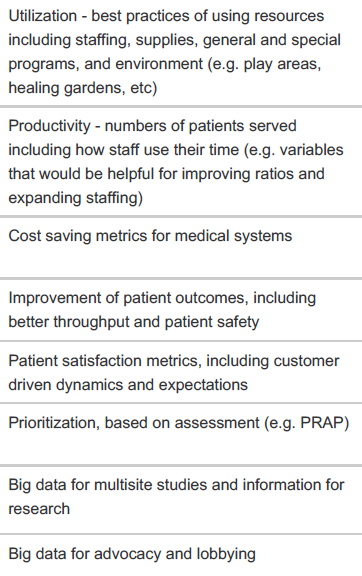 Utilization - best practices of using resources
including staffing, supplies, general and special
programs, and environment (e.g. play areas,
healing gardens, etc)
Productivity - numbers of patients served
including how staff use their time (e.g. variables
that would be helpful for improving ratios and
expanding staffing)
Cost saving metrics for medical systems
Improvement of patient outcomes, including
better throughput and patient safety
Patient satisfaction metrics, including customer
driven dynamics and expectations
Prioritization, based on assessment (e.g. PRAP)
Big data for multisite studies and information for
research
Big data for advocacy and lobbying